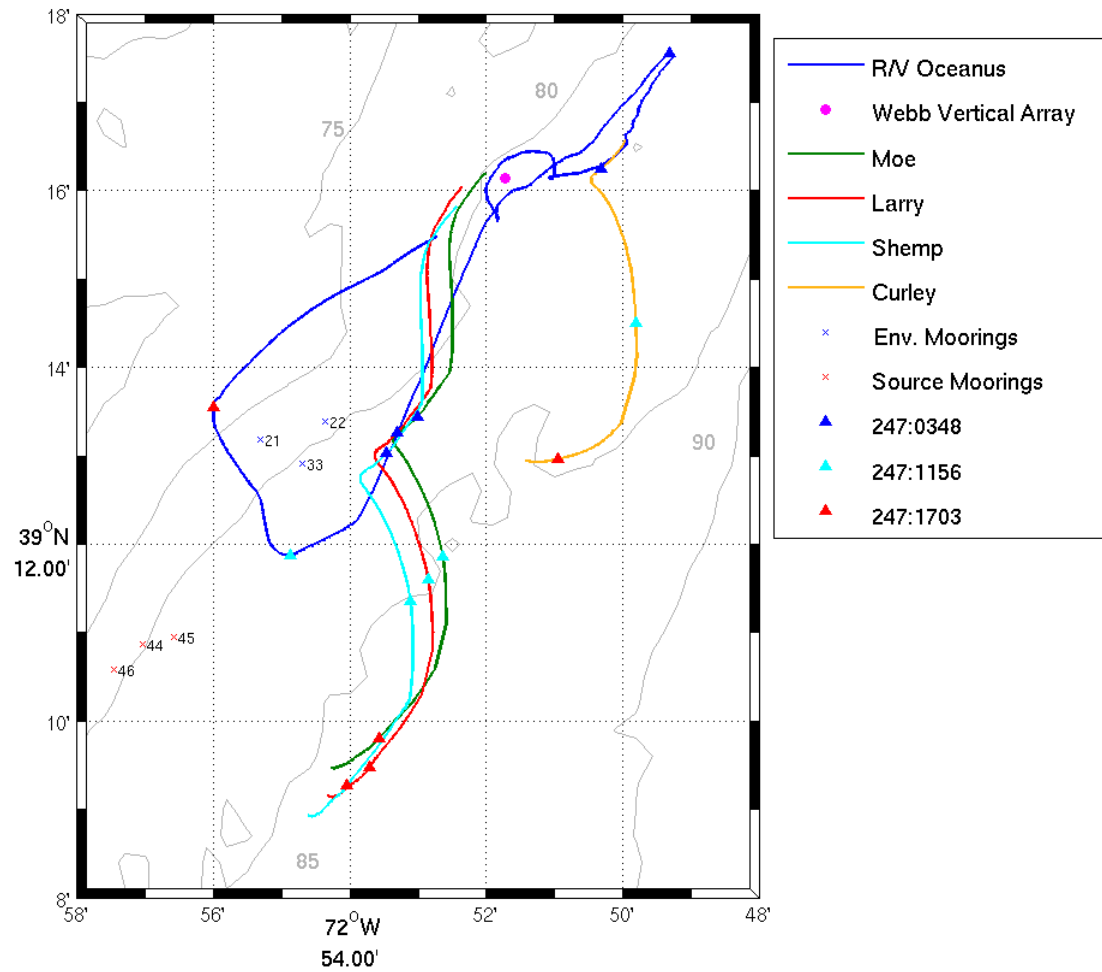 18'
80
75
16'
14'
22
21
33
90
39°N
12.00'
45
44
46
10'
85
8'
58'
56'
72°W
54.00'
52'
50'
48'
R/V Oceanus
Webb Vertical Array
Moe
Larry
Shemp
Curley
Env. Moorings
Source Moorings
247:0348
247:1156
247:1703